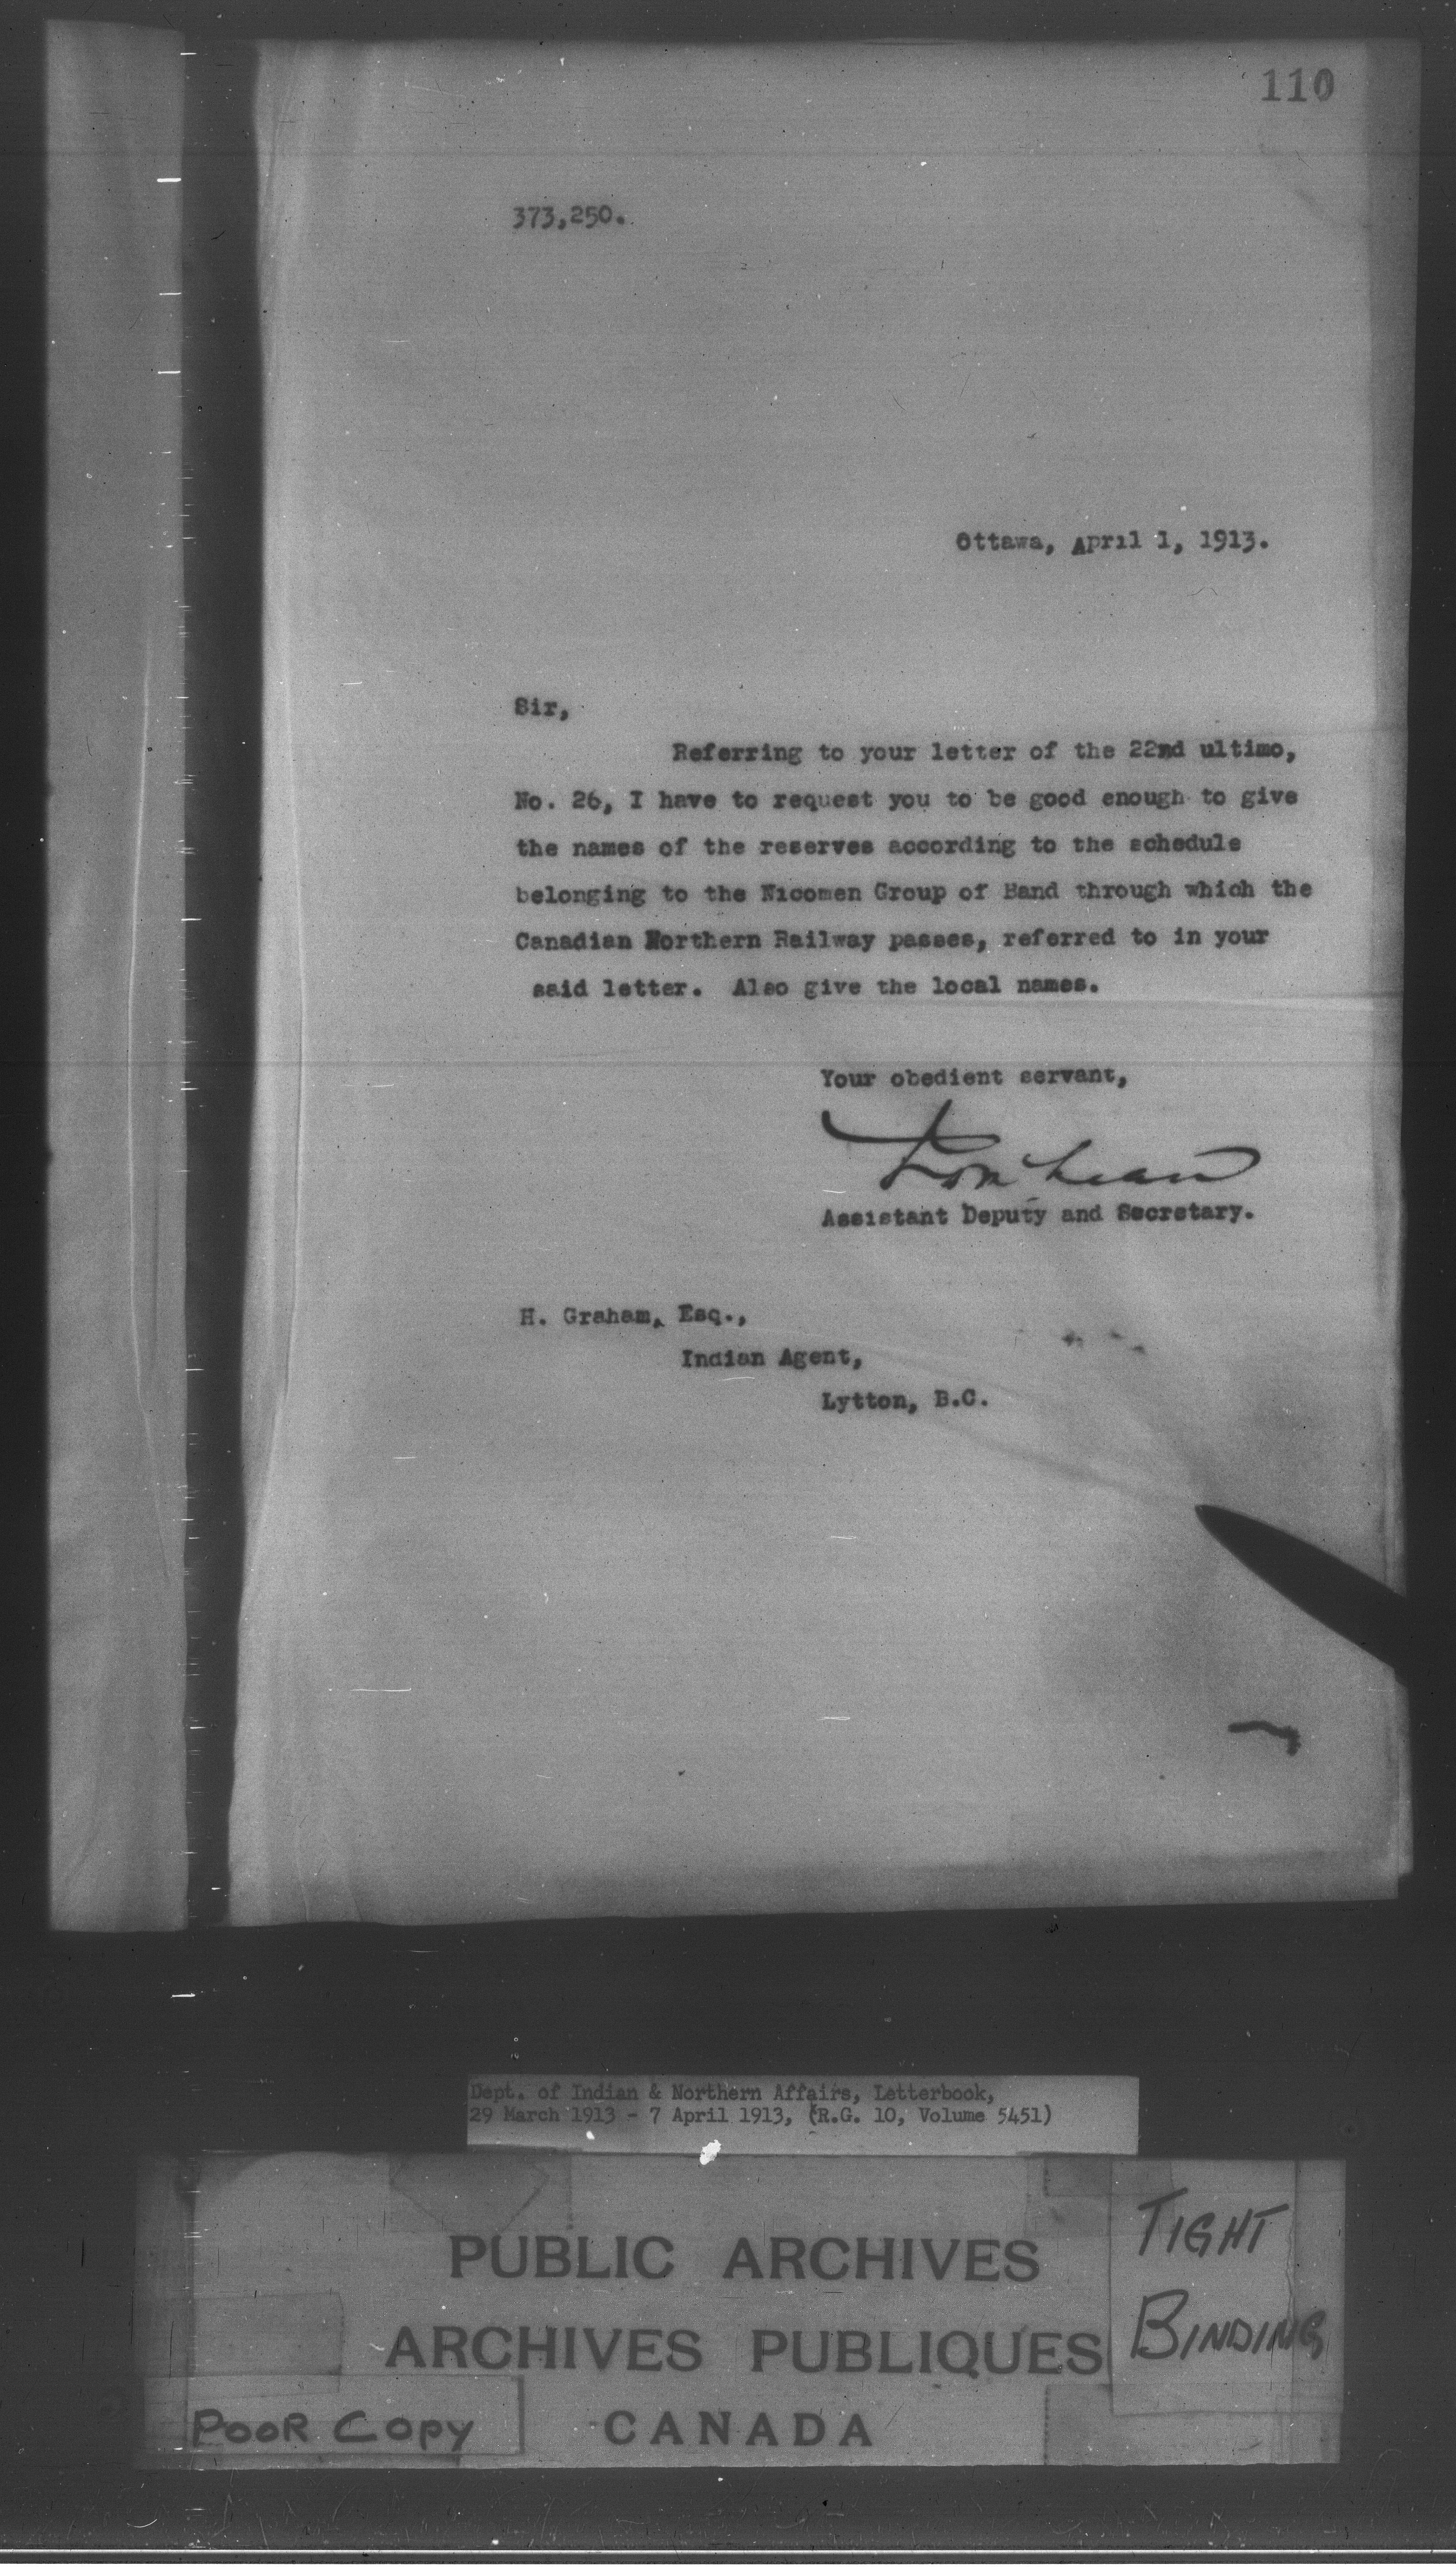 110
373,250.
Ottawa, April 1, 1913.
Sir,
Referring to your letter of the 22nd ultimo,
No. 26, I have to request you to be good enough to give
the names of the reserves according to the schedule
belonging to the Nicomen Group of Band through which the
Canadian Northern Railway passes, referred to in your
said letter. Also give the local names.
Your obedient servant,
Assistant Deputy and Secretary.
H. Graham, Esq.,
Indian Agent,
Lytton, B.C.
Dept. of Indian & Northern Affairs, Letterbook,
29 March 1913 - 7 April 1913, (R.G. 10, Volume 5451)
PUBLIC ARCHIVES
ARCHIVES PUBLIQUES
CANADA
TIGHT
BINDING
POOR COPY